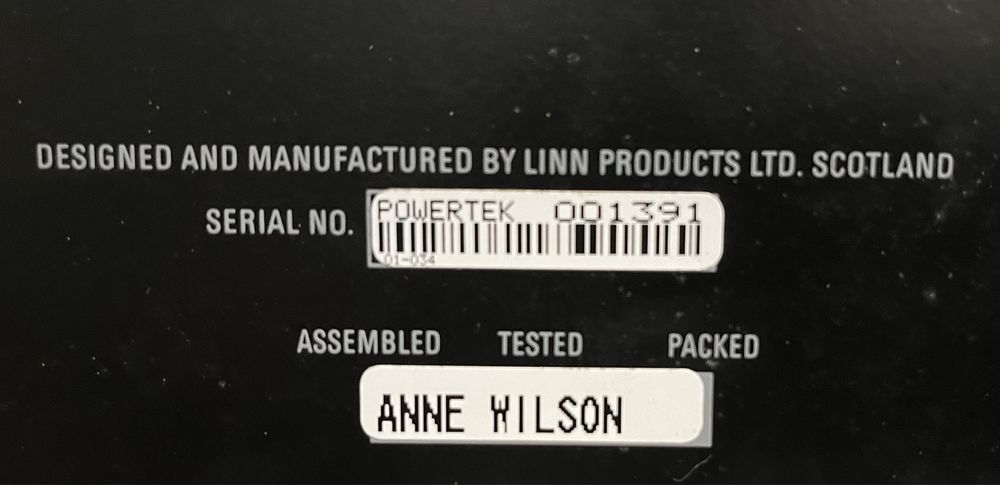 DESIGNED AND MANUFACTURED BY LINN PRODUCTS LTD. SCOTLAND
SERIAL NO. POWERTEK 001391
01-034
ASSEMBLED TESTED PACKED
ANNE WILSON